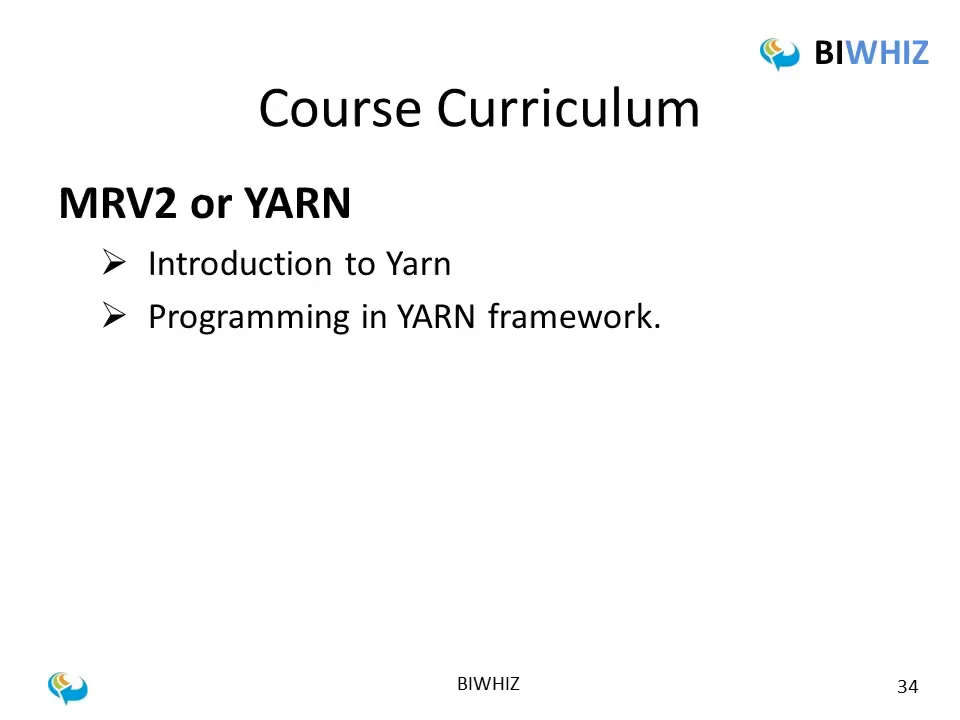 BIWHIZ
Course Curriculum
MRV2 or YARN
➢ Introduction to Yarn
➢ Programming in YARN framework.
BIWHIZ
34